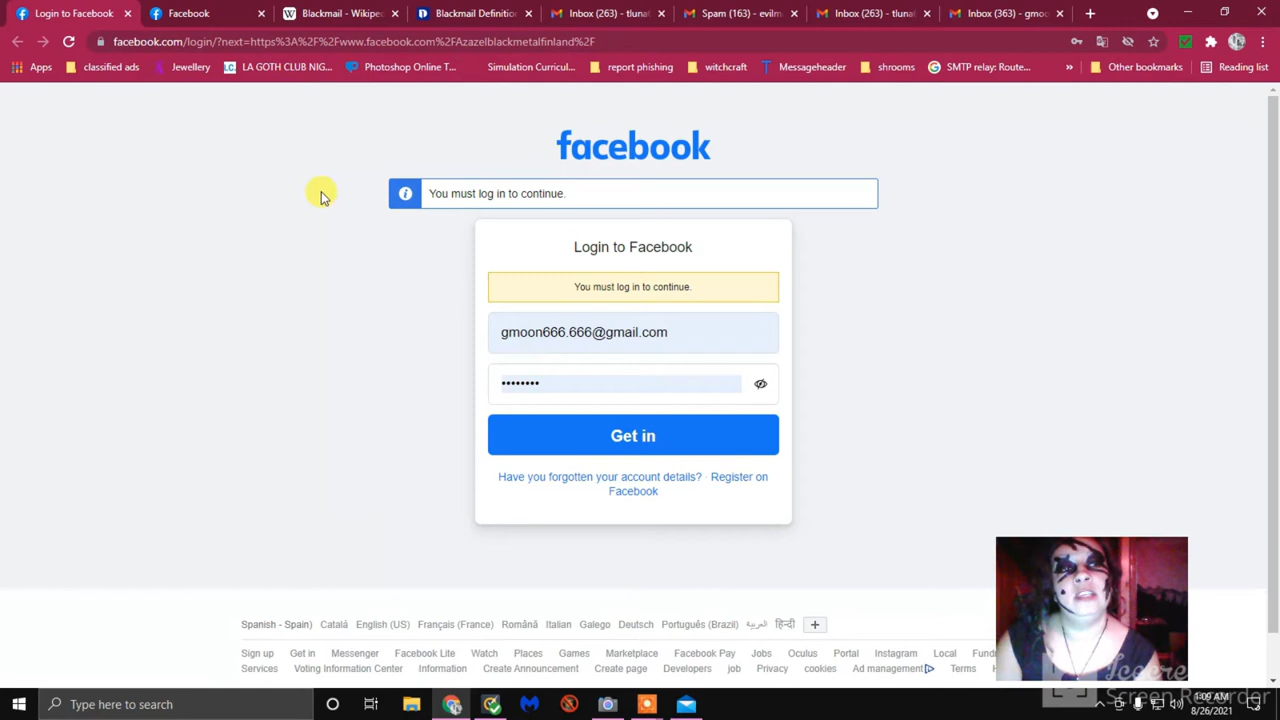 Login to Facebook
Facebook
Blackmail - Wikipe
Blackmail Definition
Inbox (263) - tluna
Spam (163) - evilm
Inbox (263) - tluna
Inbox (363) - gmoo
facebook.com/login/?next=https%3A%2F%2Fwww.facebook.com%2FAzazelblackmetalfinland%2F
Apps
classified ads
Jewellery
I.C. LA GOTH CLUB NIG...
Photoshop Online T...
Simulation Curricul...
report phishing
witchcraft
Messageheader
shrooms
SMTP relay: Route...
»
Other bookmarks
Reading list
facebook
You must log in to continue.
Login to Facebook
You must log in to continue.
gmoon666.666@gmail.com
••••••••
Get in
Have you forgotten your account details? · Register on
Facebook
Spanish - Spain) Català English (US) Français (France) Română Italian Galego Deutsch Português (Brazil) العربية हिन्दी +
Sign up Get in Messenger Facebook Lite Watch Places Games Marketplace Facebook Pay Jobs Oculus Portal Instagram Local
Services Voting Information Center Information Create Announcement Create page Developers job Privacy cookies Ad management Terms
Icecream
Screen Recorder
Type here to search
1:09 AM
8/26/2021